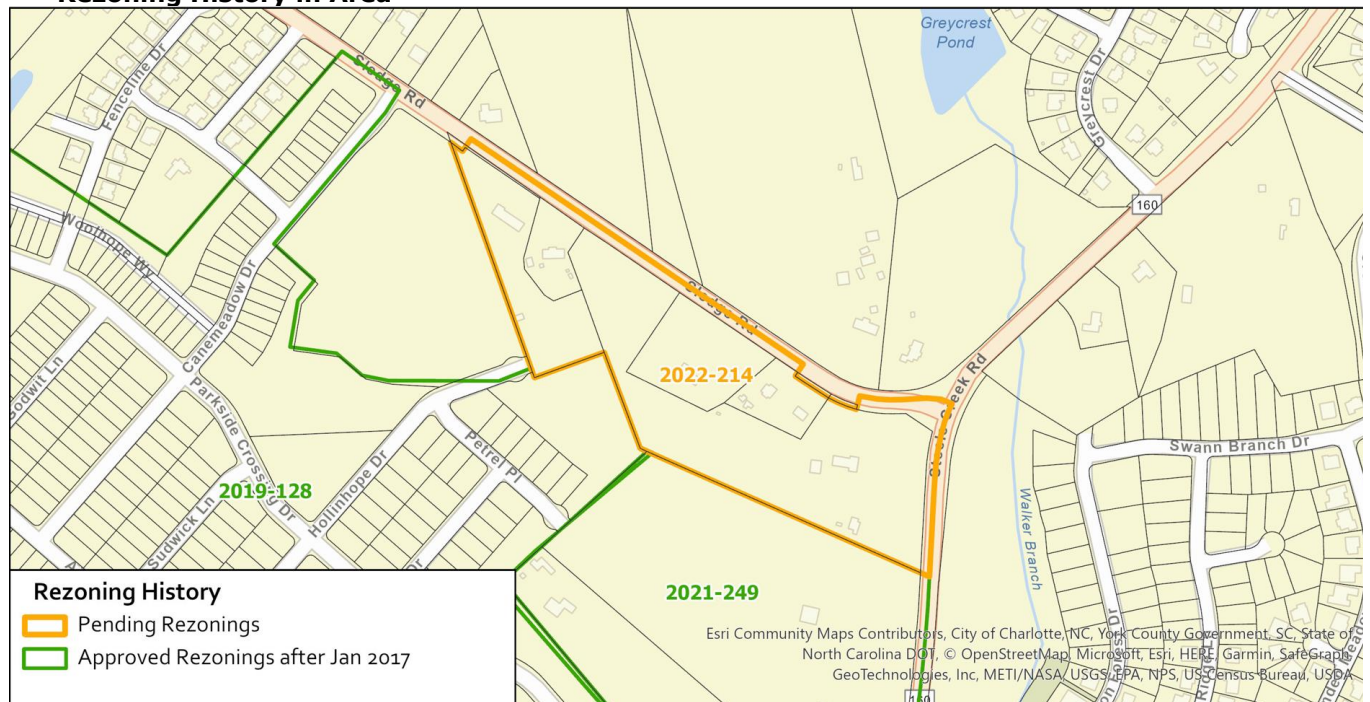 Rezoning History in Area
Greycrest
Pond
Fenceline Dr
Sledge Rd
Greycrest Dr
160
Woolhope Wy
Canemeadow Dr
Sledge Rd
2022-214
Steele Creek Rd
Godwit Ln
Parkside Crossing Dr
Petrel Pl
Swann Branch Dr
2019-128
Hollinhope Dr
Sudwick Ln
Walker Branch
Dr
2021-249
Rezoning History
Pending Rezonings
Approved Rezonings after Jan 2017
Esri Community Maps Contributors, City of Charlotte, NC, York County Government, SC, State of
North Carolina DOT, © OpenStreetMap, Microsoft, Esri, HERE, Garmin, SafeGraph,
GeoTechnologies, Inc, METI/NASA, USGS, EPA, NPS, US Census Bureau, USDA
160